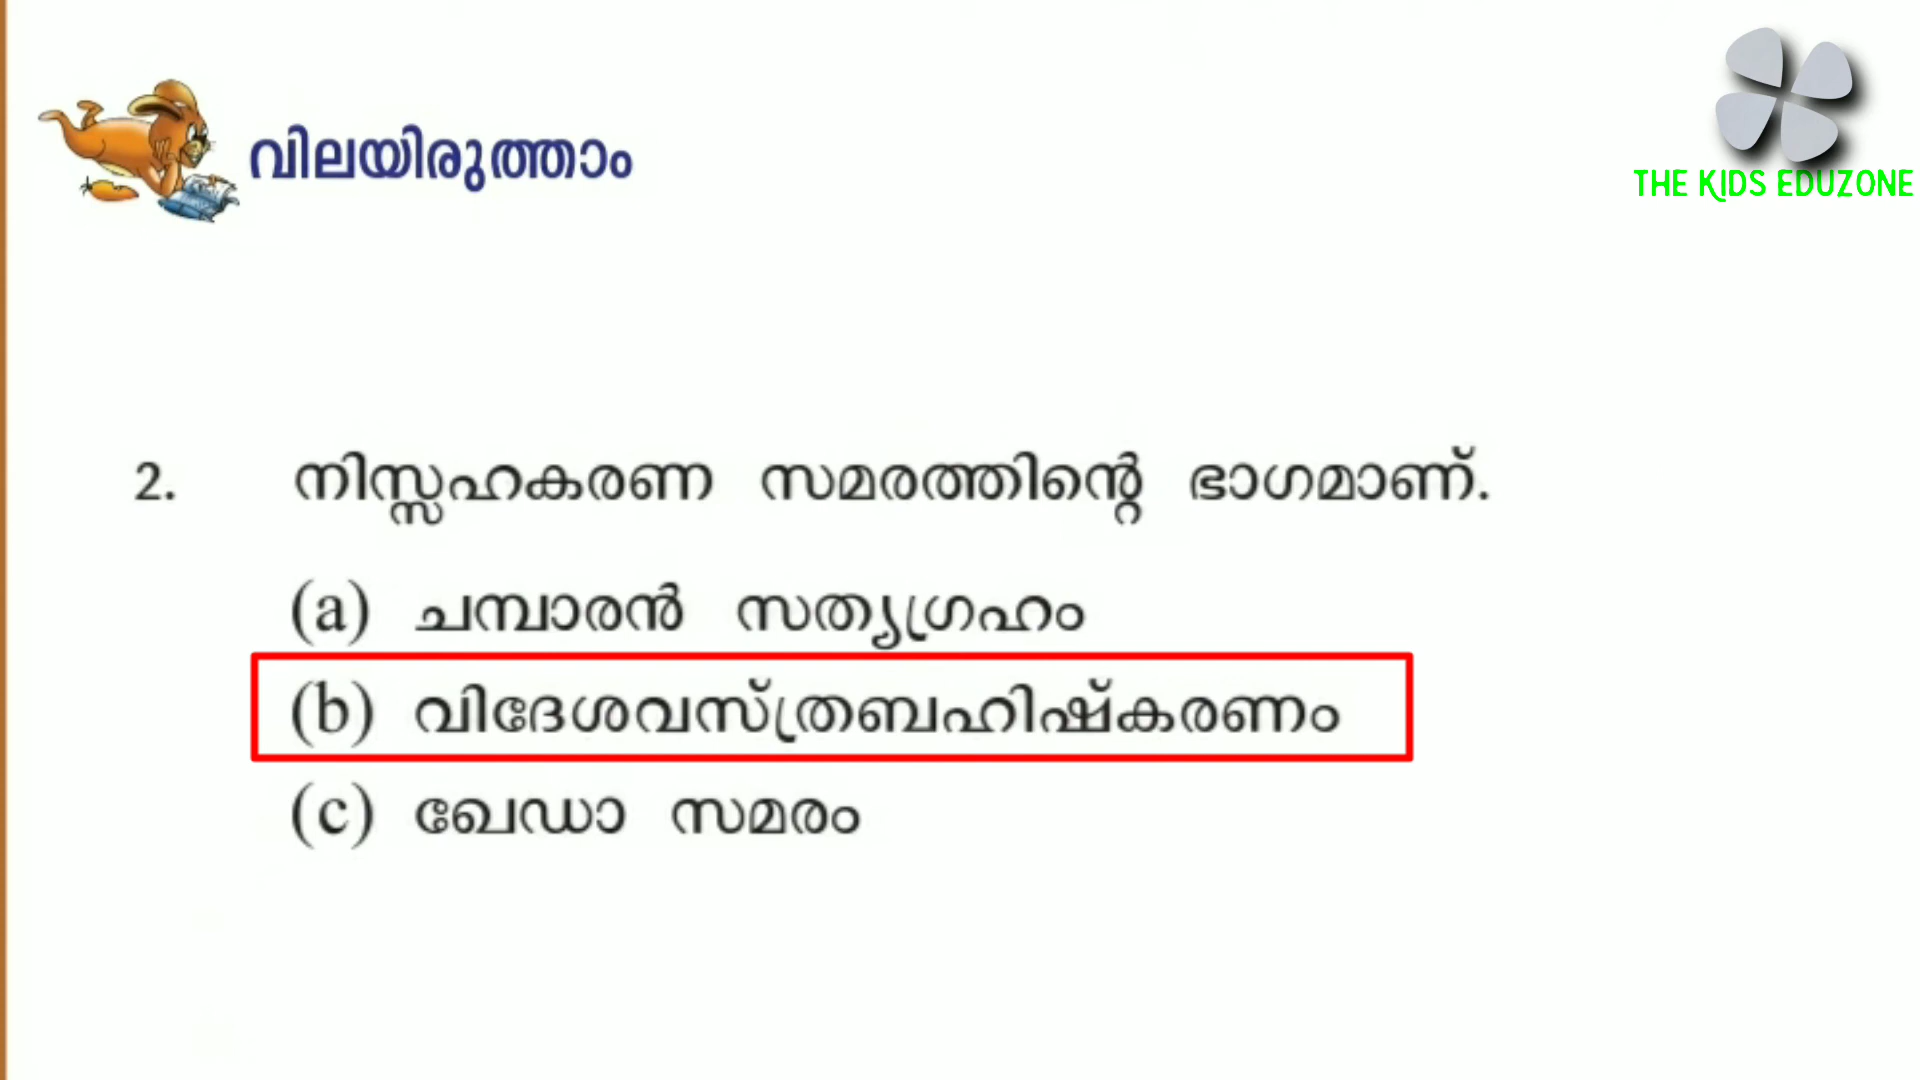 വിലയിരുത്താം
THE KIDS EDUZONE
2. നിസ്സഹകരണ സമരത്തിന്റെ ഭാഗമാണ്.
(a) ചമ്പാരൻ സത്യഗ്രഹം
(b) വിദേശവസ്ത്രബഹിഷ്കരണം
(c) ഖേഡാ സമരം